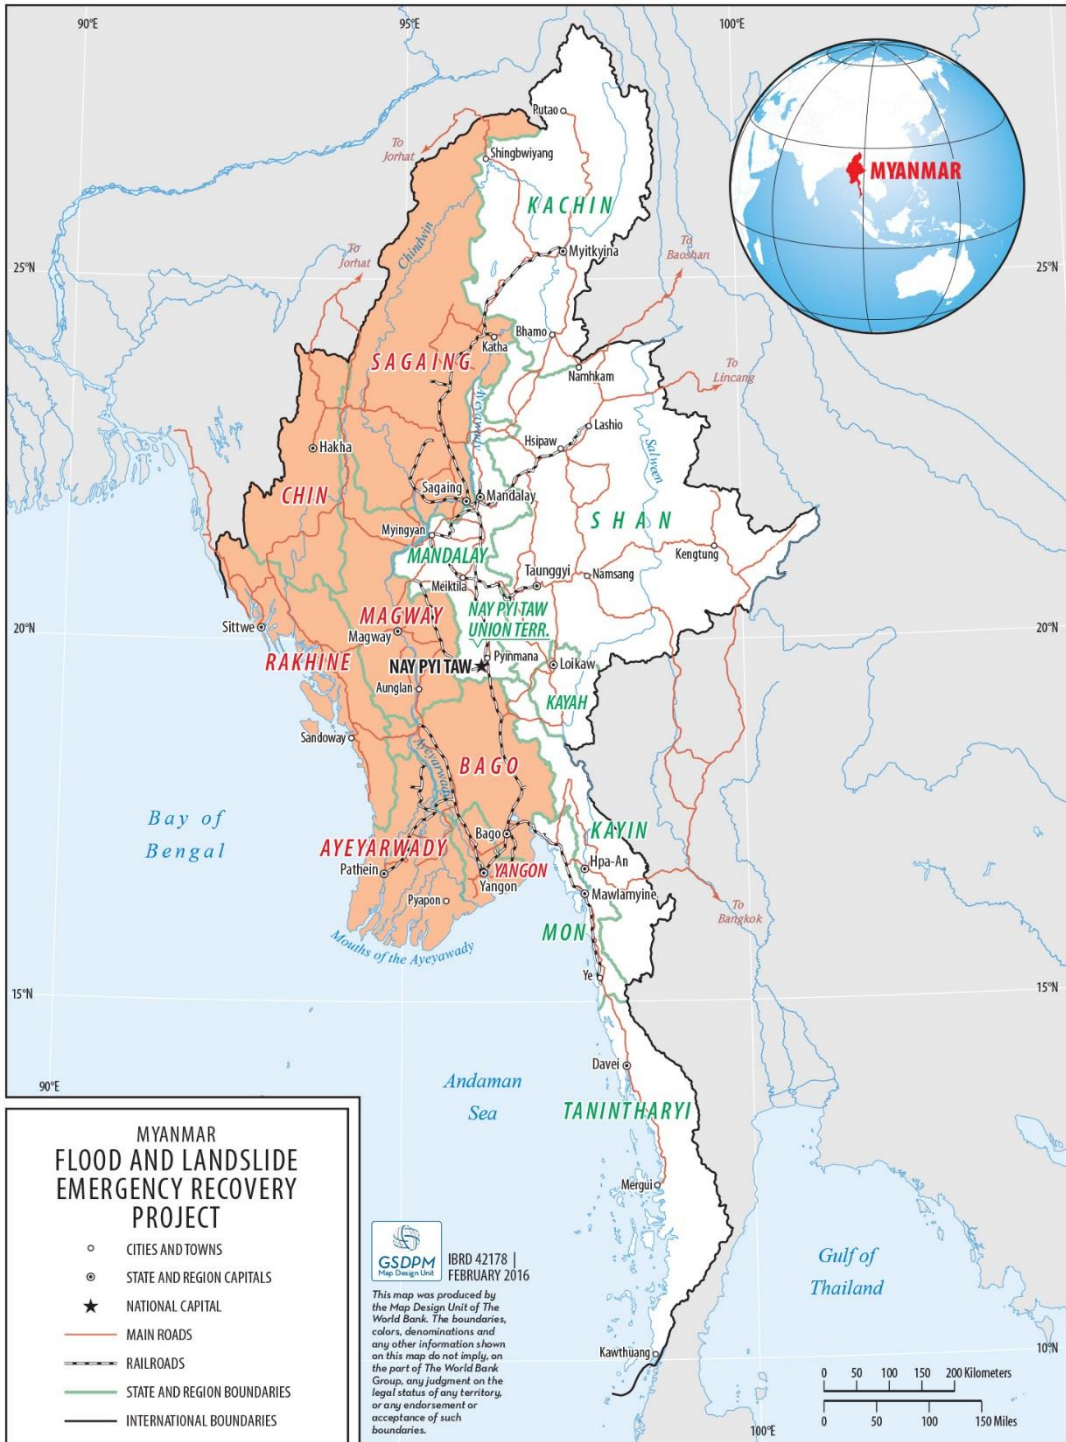 90°E
95°E
100°E
Putao
To
Jorhat
Shingbwiyang
MYANMAR
KACHIN
Chindwin
To
Jorhat
Myitkyina
To
Baoshan
25°N
25°N
Bhamo
Katha
SAGAING
Namhkam
To
Lincang
Ayeyarwady
Lashio
Hsipaw
Hakha
Salween
Sagaing
Mandalay
CHIN
Myingyan
SHAN
MANDALAY
Kengtung
Taunggyi
Namsang
Meiktila
MAGWAY
NAY PYI TAW
UNION TERR.
Sittwe
Magway
20°N
20°N
RAKHINE
NAY PYI TAW
Pyinmana
Loikaw
Aunglan
KAYAH
Sandoway
Ayeyarwady
BAGO
Bay of
Bengal
Bago
KAYIN
AYEYARWADY
Hpa-An
Pathein
YANGON
Yangon
Pyapon
Mawlamyine
To
Bangkok
MON
Mouths of the Ayeyawady
Ye
15°N
15°N
Davei
90°E
Andaman
Sea
TANINTHARYI
Mergui
Gulf of
Thailand
Kawthuang
10°N
100°E
MYANMAR
FLOOD AND LANDSLIDE
EMERGENCY RECOVERY
PROJECT
CITIES AND TOWNS
STATE AND REGION CAPITALS
NATIONAL CAPITAL
MAIN ROADS
RAILROADS
STATE AND REGION BOUNDARIES
INTERNATIONAL BOUNDARIES
GSDPM
Map Design Unit
IBRD 42178 |
FEBRUARY 2016
This map was produced by
the Map Design Unit of The
World Bank. The boundaries,
colors, denominations and
any other information shown
on this map do not imply, on
the part of The World Bank
Group, any judgment on the
legal status of any territory,
or any endorsement or
acceptance of such
boundaries.
0 50 100 150 200 Kilometers
0 50 100 150 Miles